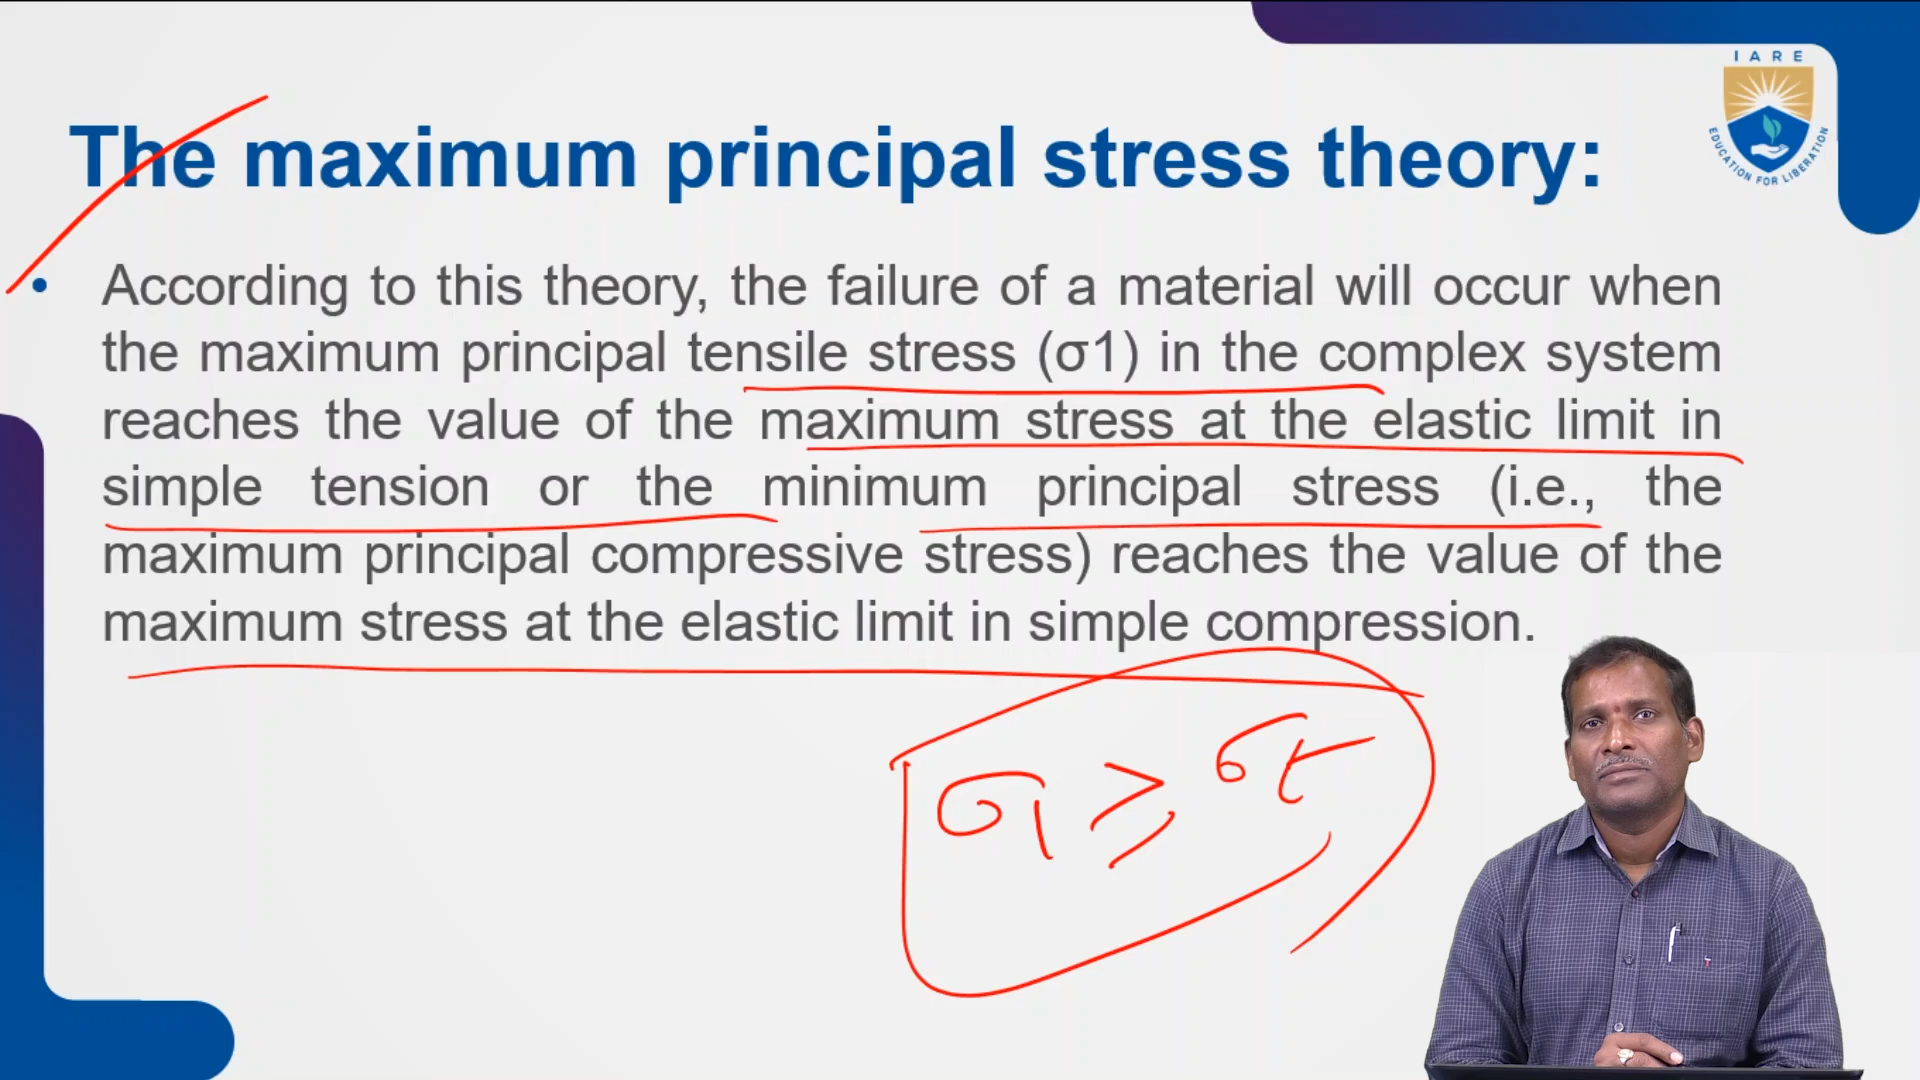 IARE
EDUCATION FOR LIBERATION
The maximum principal stress theory:
• According to this theory, the failure of a material will occur when
the maximum principal tensile stress (σ1) in the complex system
reaches the value of the maximum stress at the elastic limit in
simple tension or the minimum principal stress (i.e., the
maximum principal compressive stress) reaches the value of the
maximum stress at the elastic limit in simple compression.
σ1 ≥ σt